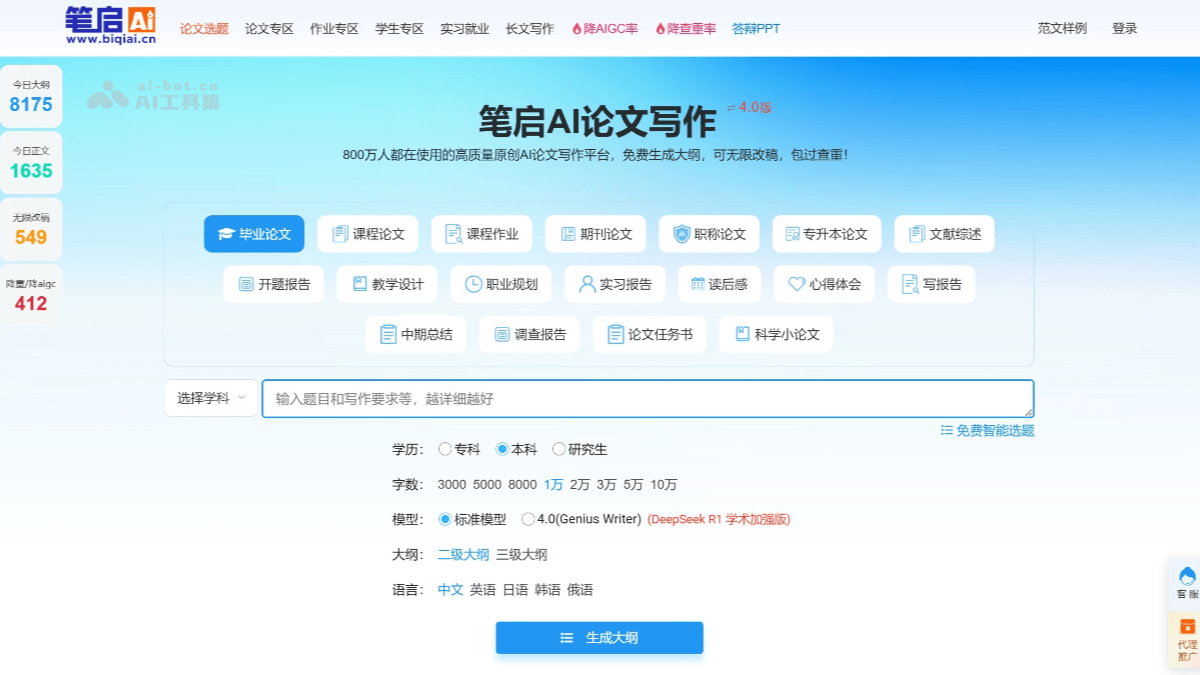 笔启AI
www.biqiai.cn
论文选题 论文专区 作业专区 学生专区 实习就业 长文写作 降AIGC率 降查重率 答辩PPT 范文样例 登录
今日大纲
8175
今日正文
1635
无限改稿
549
降重/降aigc
412
ai-bot.cn
AI工具集
笔启AI论文写作 4.0版
800万人都在使用的高质量原创AI论文写作平台，免费生成大纲，可无限改稿，包过查重！
毕业论文 课程论文 课程作业 期刊论文 职称论文 专升本论文 文献综述
开题报告 教学设计 职业规划 实习报告 读后感 心得体会 写报告
中期总结 调查报告 论文任务书 科学小论文
选择学科 输入题目和写作要求等，越详细越好
免费智能选题
学历： 专科 本科 研究生
字数： 3000 5000 8000 1万 2万 3万 5万 10万
模型： 标准模型 4.0(Genius Writer) (DeepSeek R1 学术加强版)
大纲： 二级大纲 三级大纲
语言： 中文 英语 日语 韩语 俄语
生成大纲
客服
代理
推广